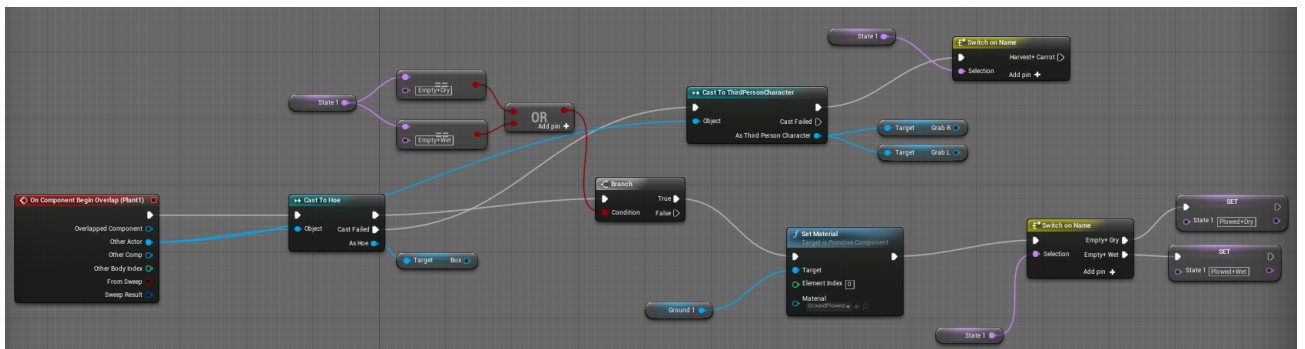 State 1
Switch on Name
Harvest+ Carrot
Selection
Add pin +
==
Empty+Dry
Cast To ThirdPersonCharacter
State 1
OR
Add pin +
Object
Cast Failed
==
Empty+Wet
As Third Person Character
Target Grab R
Target Grab L
Branch
True
Condition False
On Component Begin Overlap (Plant1)
Overlapped Component
Other Actor
Other Comp
Other Body Index
From Sweep
Sweep Result
Cast To Hoe
Object Cast Failed
As Hoe
Target Box
Set Material
Target is Primitive Component
Target
Element Index 0
Material
GroundPlowed
Ground 1
Switch on Name
Empty+ Dry
Selection Empty+ Wet
Add pin +
State 1
SET
State 1 Plowed+Dry
SET
State 1 Plowed+Wet